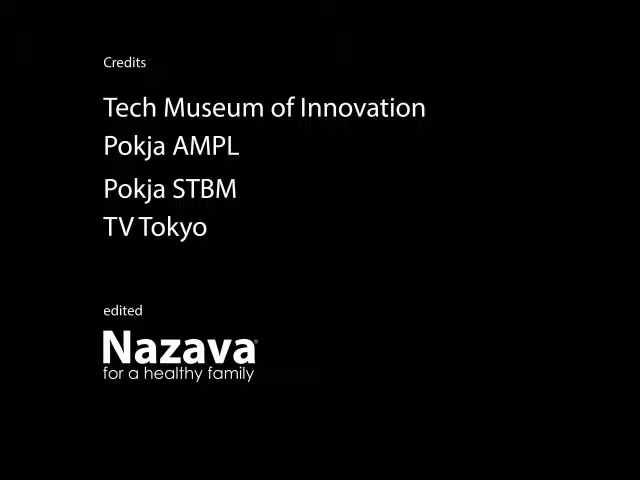 Credits
Tech Museum of Innovation
Pokja AMPL
Pokja STBM
TV Tokyo
edited
Nazava®
for a healthy family